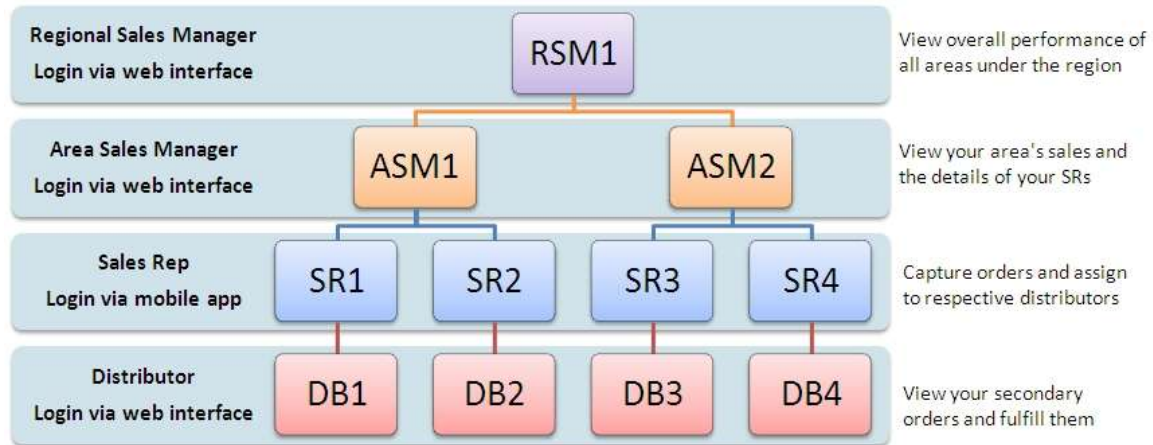 Regional Sales Manager
Login via web interface
RSM1
View overall performance of
all areas under the region
Area Sales Manager
Login via web interface
ASM1
ASM2
View your area's sales and
the details of your SRs
Sales Rep
Login via mobile app
SR1
SR2
SR3
SR4
Capture orders and assign
to respective distributors
Distributor
Login via web interface
DB1
DB2
DB3
DB4
View your secondary
orders and fulfill them